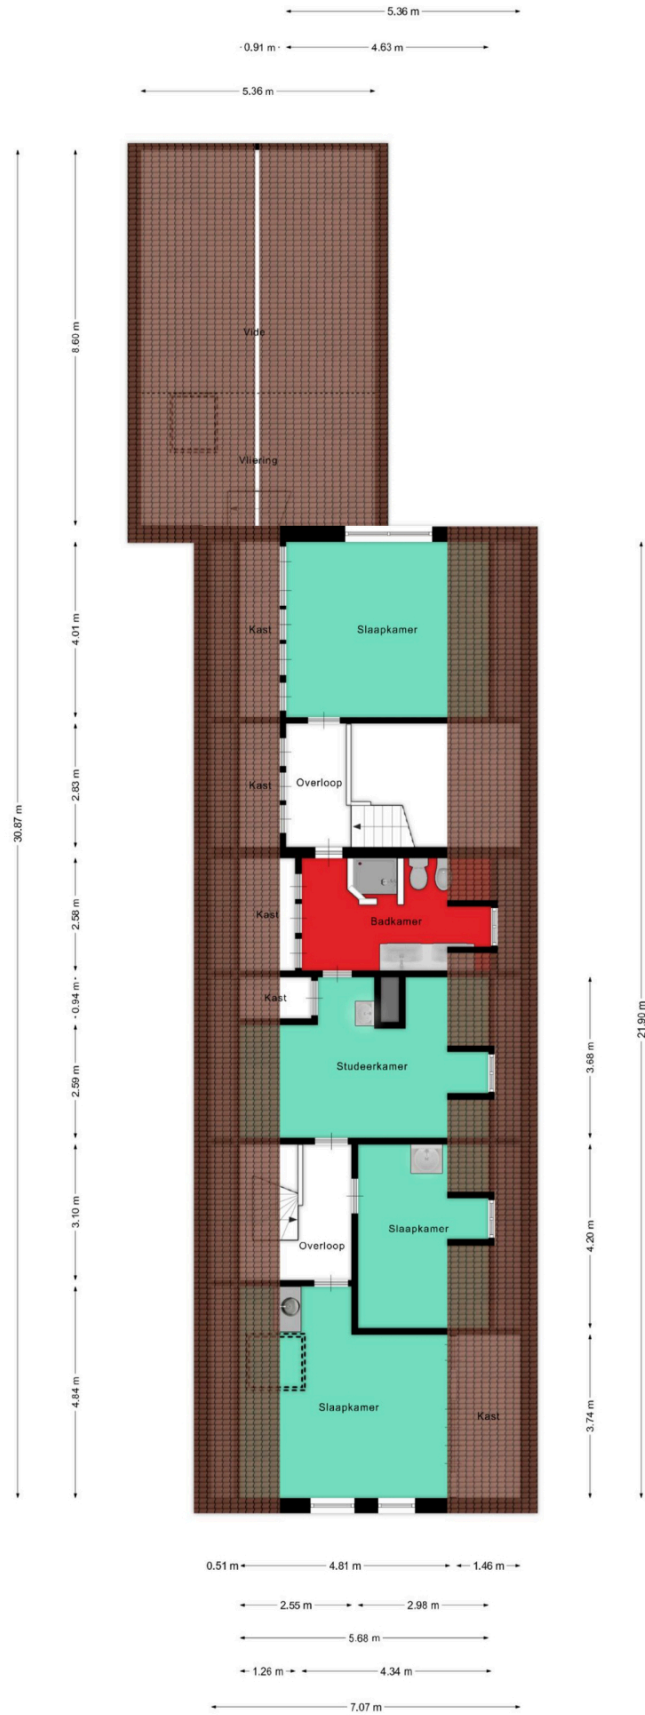 5.36 m
0.91 m
4.63 m
5.36 m
8.60 m
Vide
Vliering
4.01 m
Kast
Slaapkamer
2.83 m
Kast
Overloop
30.87 m
21.90 m
2.58 m
Kast
Badkamer
0.94 m
Kast
2.59 m
Studeerkamer
3.68 m
3.10 m
Overloop
Slaapkamer
4.20 m
4.84 m
Slaapkamer
Kast
3.74 m
0.51 m
4.81 m
1.46 m
2.55 m
2.98 m
5.68 m
1.26 m
4.34 m
7.07 m